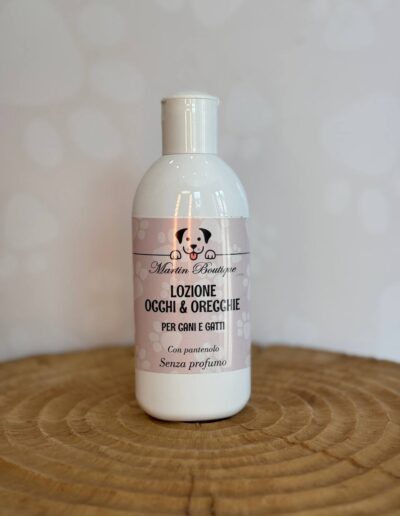 Martin Boutique
LOZIONE
OCCHI & ORECCHIE
PER CANI E GATTI
Con pantenolo
Senza profumo